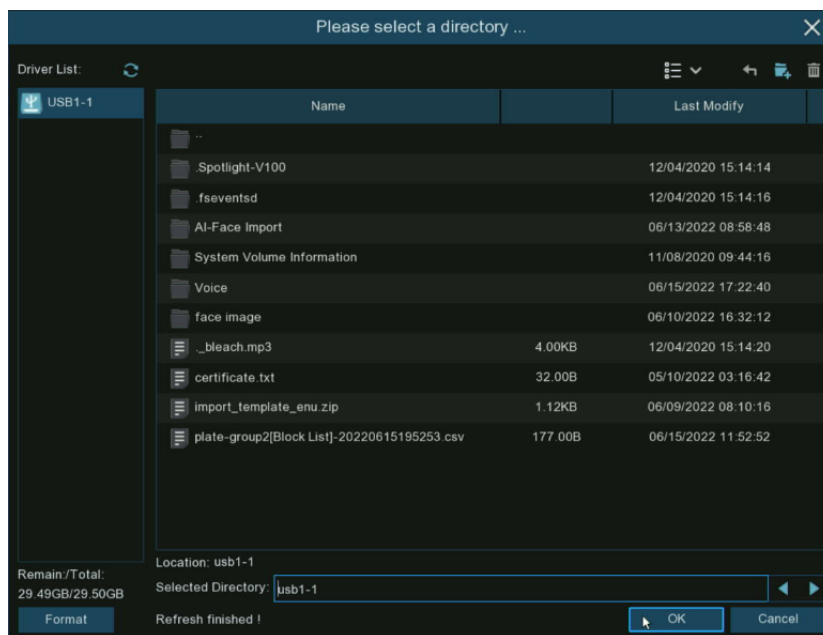 Please select a directory ...
Driver List:
USB1-1
Name Last Modify
..
.Spotlight-V100 12/04/2020 15:14:14
.fseventsd 12/04/2020 15:14:16
AI-Face Import 06/13/2022 08:58:48
System Volume Information 11/08/2020 09:44:16
Voice 06/15/2022 17:22:40
face image 06/10/2022 16:32:12
._bleach.mp3 4.00KB 12/04/2020 15:14:20
certificate.txt 32.00B 05/10/2022 03:16:42
import_template_enu.zip 1.12KB 06/09/2022 08:10:16
plate-group2[Block List]-20220615195253.csv 177.00B 06/15/2022 11:52:52
Remain:/Total:
29.49GB/29.50GB
Format
Location: usb1-1
Selected Directory: usb1-1
Refresh finished !
OK Cancel